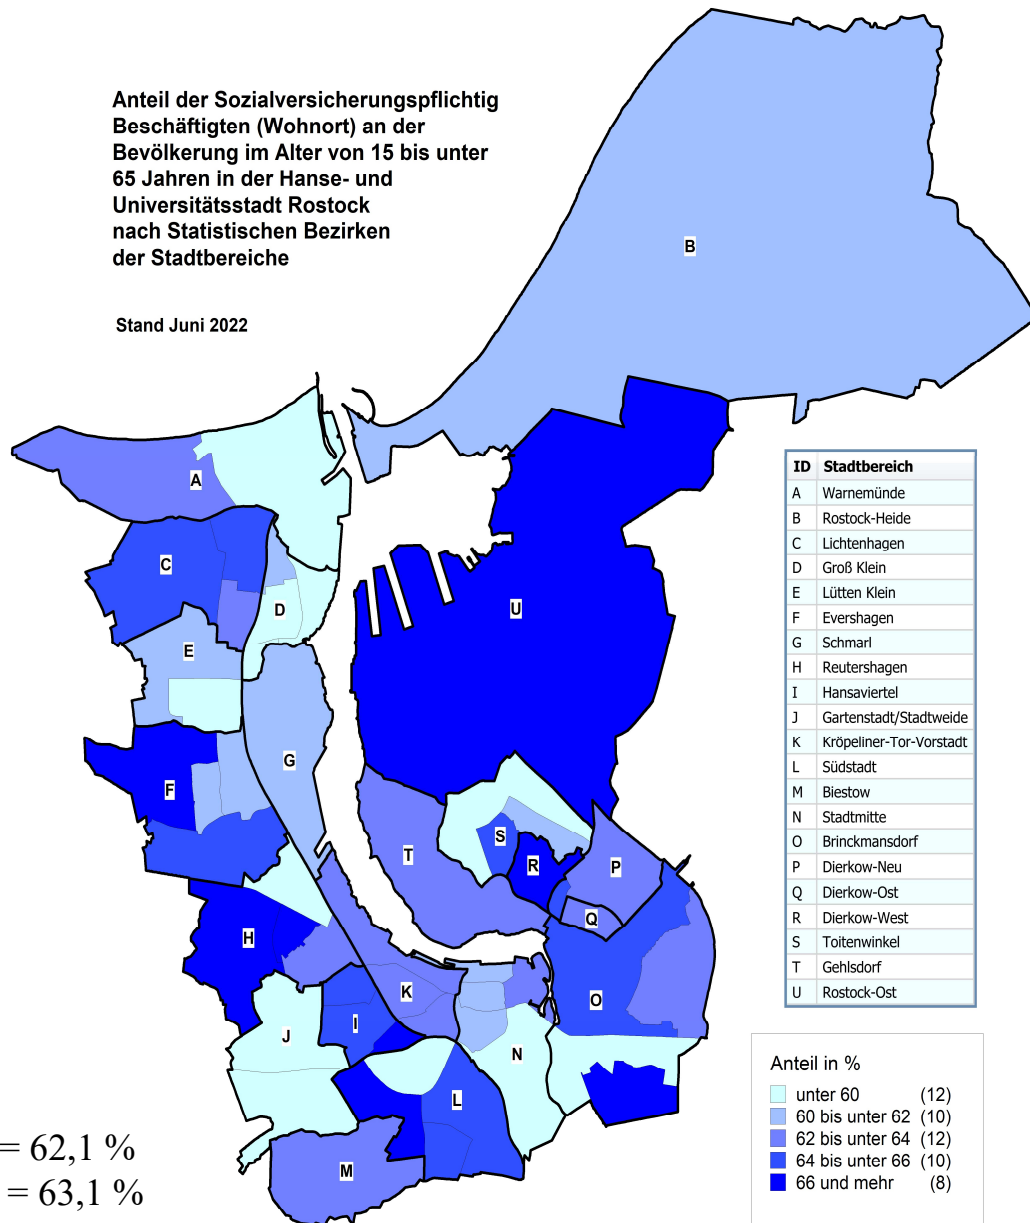 Anteil der Sozialversicherungspflichtig
Beschäftigten (Wohnort) an der
Bevölkerung im Alter von 15 bis unter
65 Jahren in der Hanse- und
Universitätsstadt Rostock
nach Statistischen Bezirken
der Stadtbereiche
Stand Juni 2022
B
A
C
D
U
E
G
F
S
T
R
P
Q
H
K
O
I
J
N
L
M
ID Stadtbereich
A Warnemünde
B Rostock-Heide
C Lichtenhagen
D Groß Klein
E Lütten Klein
F Evershagen
G Schmarl
H Reutershagen
I Hansaviertel
J Gartenstadt/Stadtweide
K Kröpeliner-Tor-Vorstadt
L Südstadt
M Biestow
N Stadtmitte
O Brinckmansdorf
P Dierkow-Neu
Q Dierkow-Ost
R Dierkow-West
S Toitenwinkel
T Gehlsdorf
U Rostock-Ost
Anteil in %
unter 60 (12)
60 bis unter 62 (10)
62 bis unter 64 (12)
64 bis unter 66 (10)
66 und mehr (8)
= 62,1 %
= 63,1 %